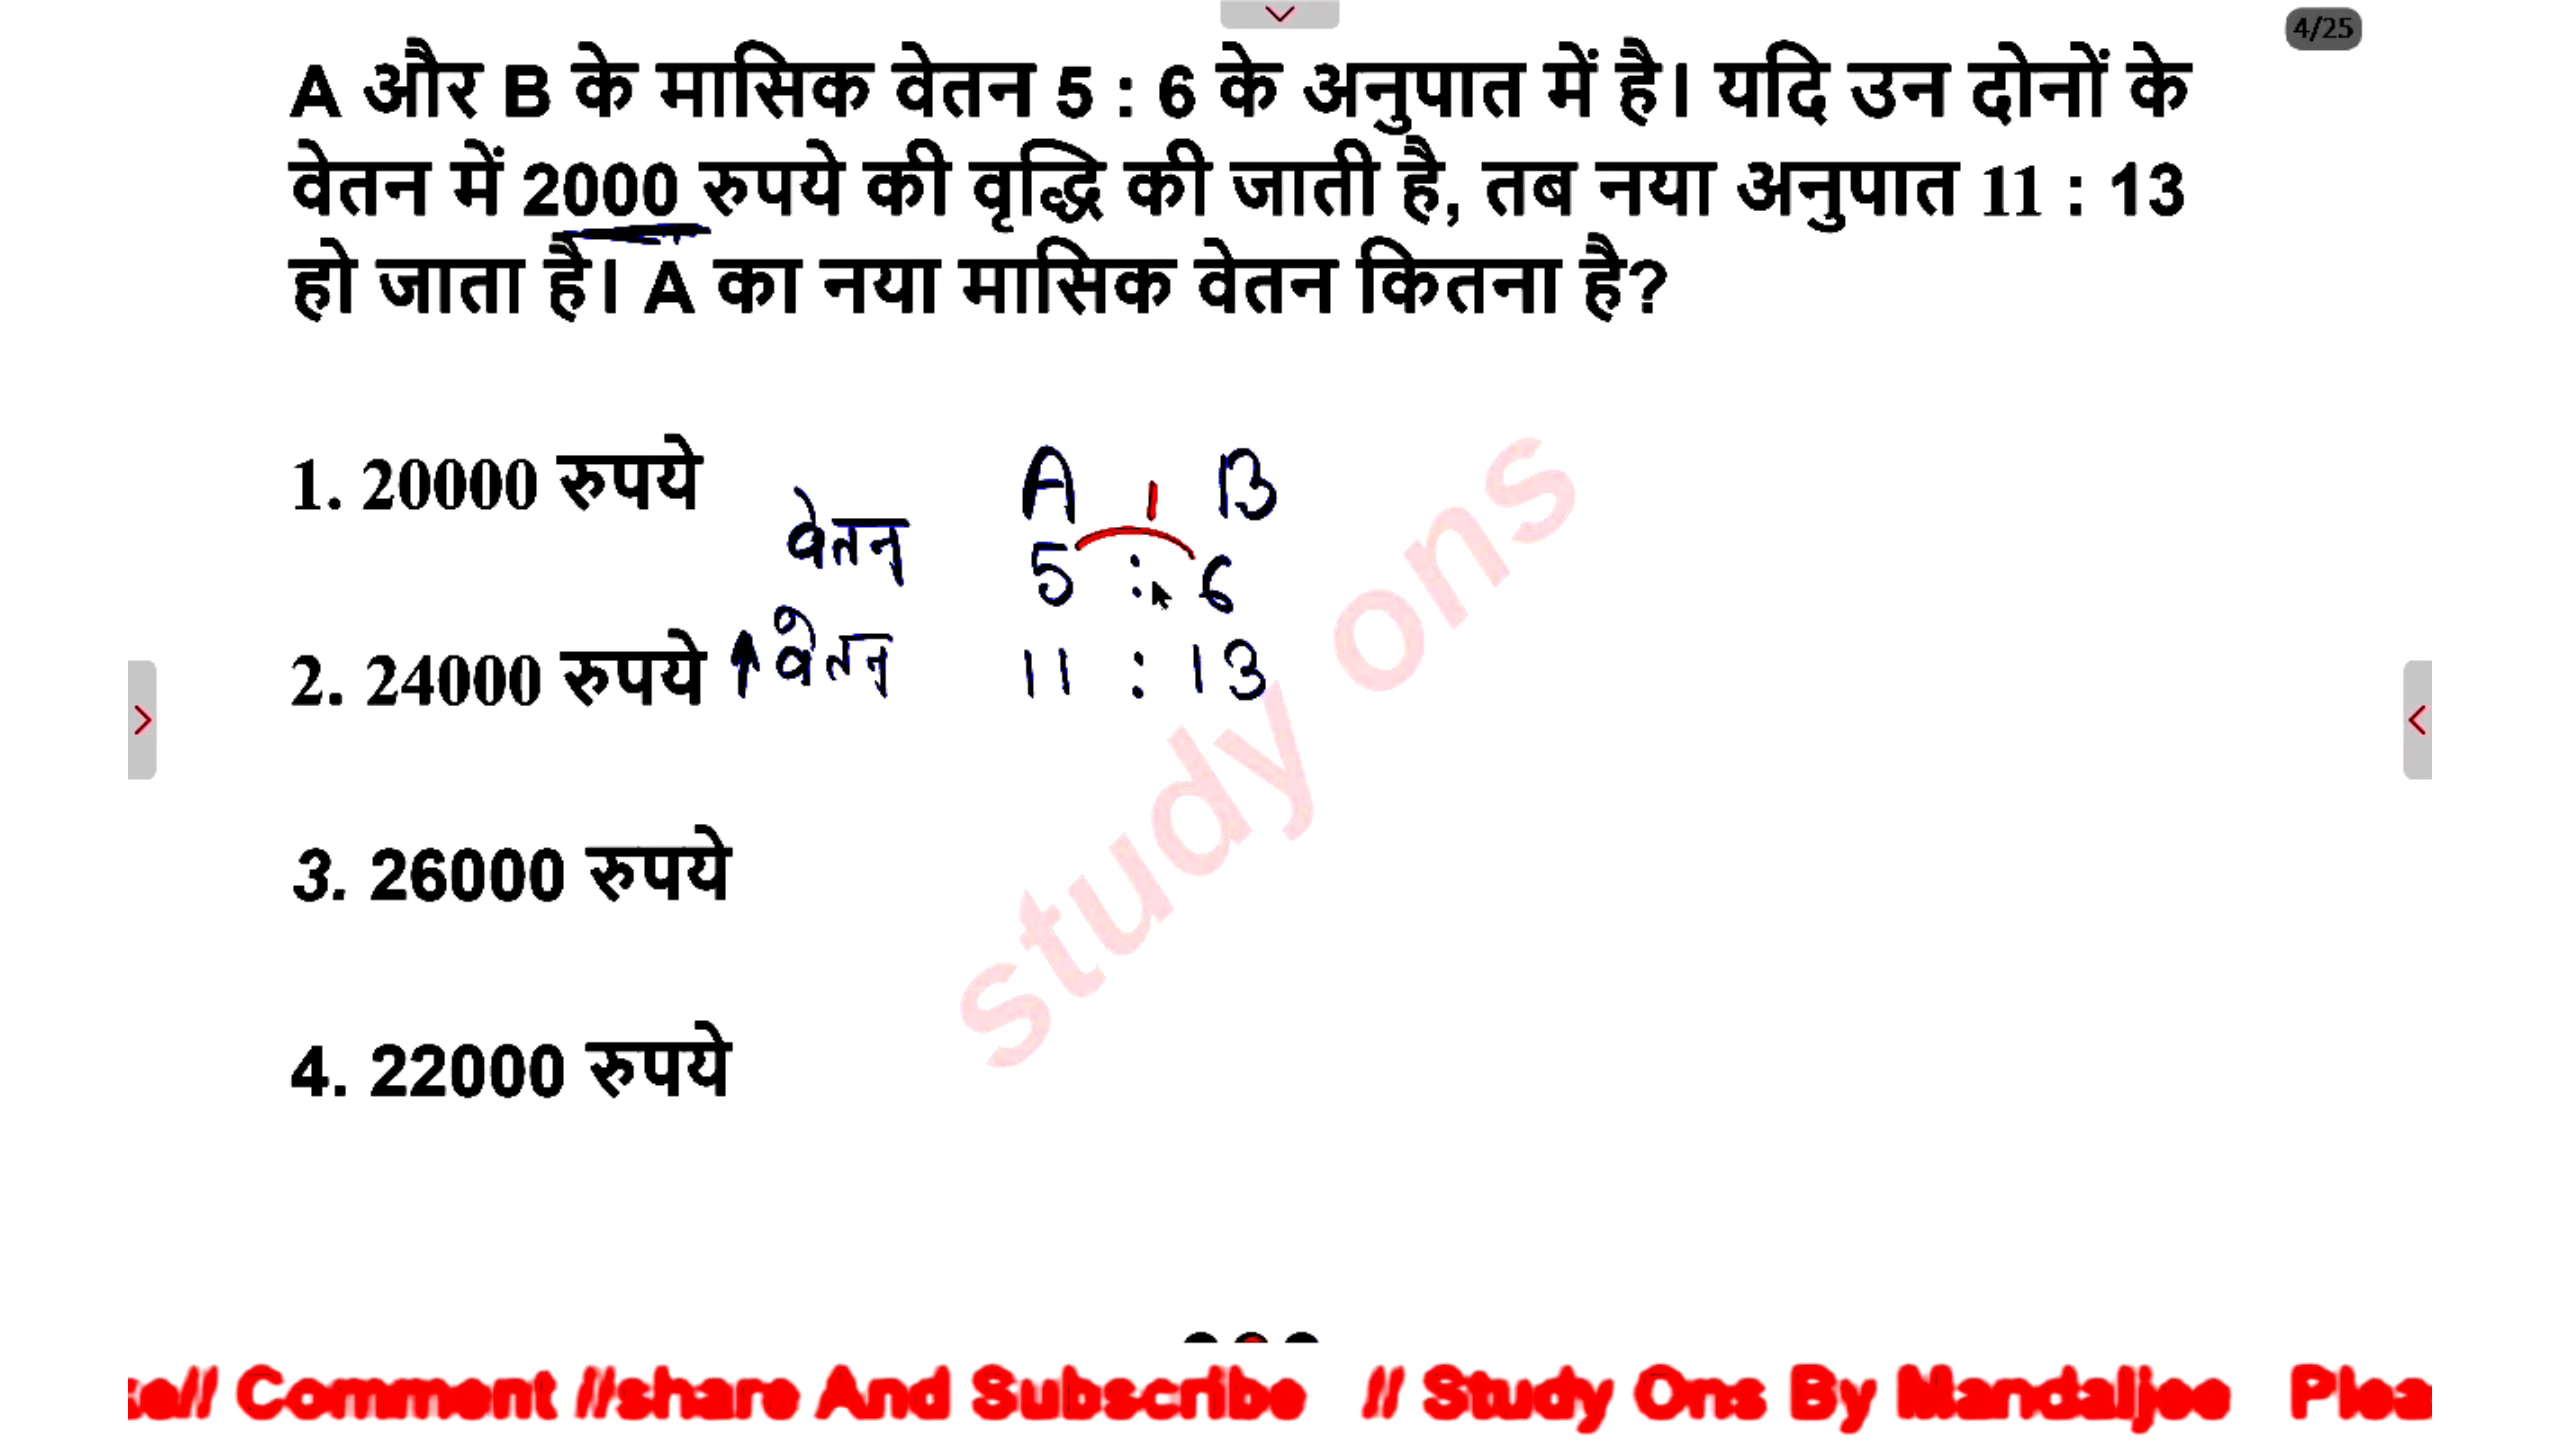 4/25
A और B के मासिक वेतन 5 : 6 के अनुपात में है। यदि उन दोनों के
वेतन में 2000 रुपये की वृद्धि की जाती है, तब नया अनुपात 11 : 13
हो जाता है। A का नया मासिक वेतन कितना है?
1. 20000 रुपये
A 1 B
वेतन 5 : 6
2. 24000 रुपये
↑ वेतन 11 : 13
3. 26000 रुपये
4. 22000 रुपये
study ons
se// Comment //share And Subscribe // Study Ons By Mandaljee Plea